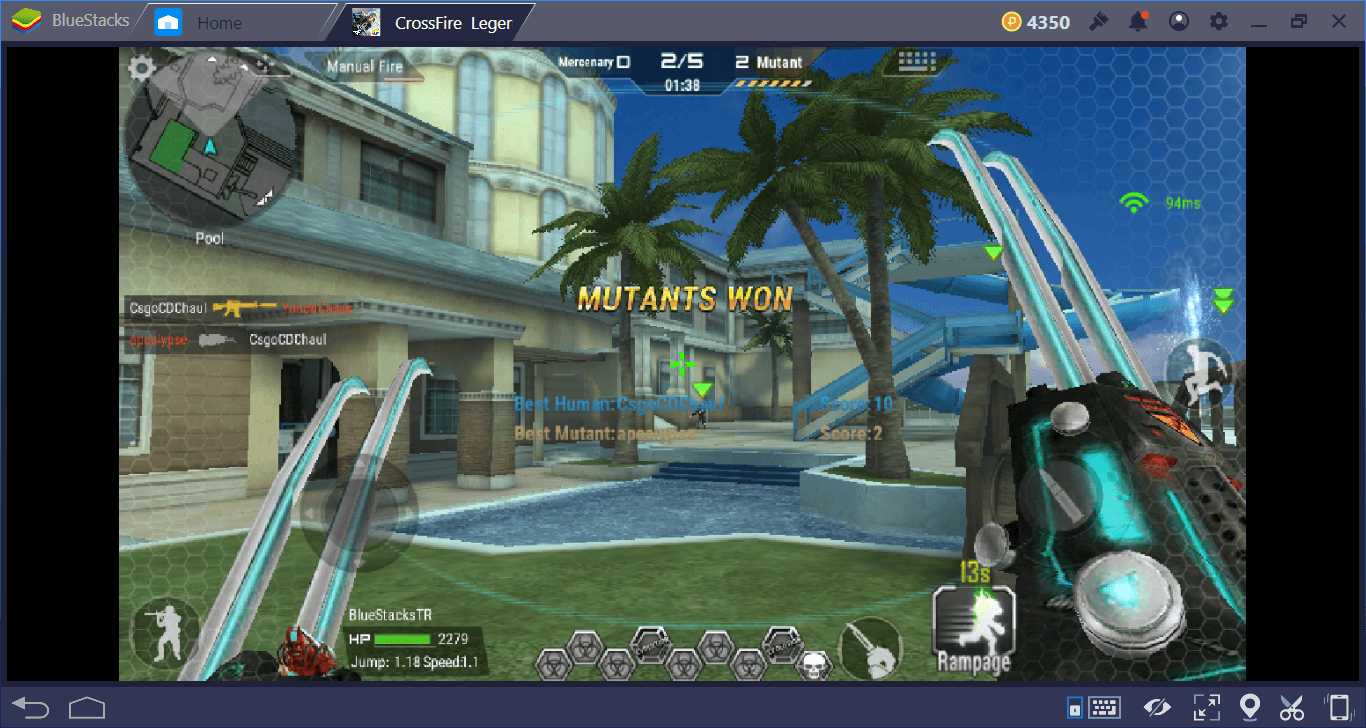 BlueStacks
Home
CrossFire Leger
4350
Manual Fire
Mercenary 0
2/5
2 Mutant
01:38
94ms
Pool
CsgoCDChaul
apocalypse
CsgoCDChaul
MUTANTS WON
Best Human:CsgoCDChaul
Score:10
Best Mutant:apocalypse
Score:2
BlueStacksTR
HP
2279
Jump: 1.18 Speed:1.1
13s
Rampage